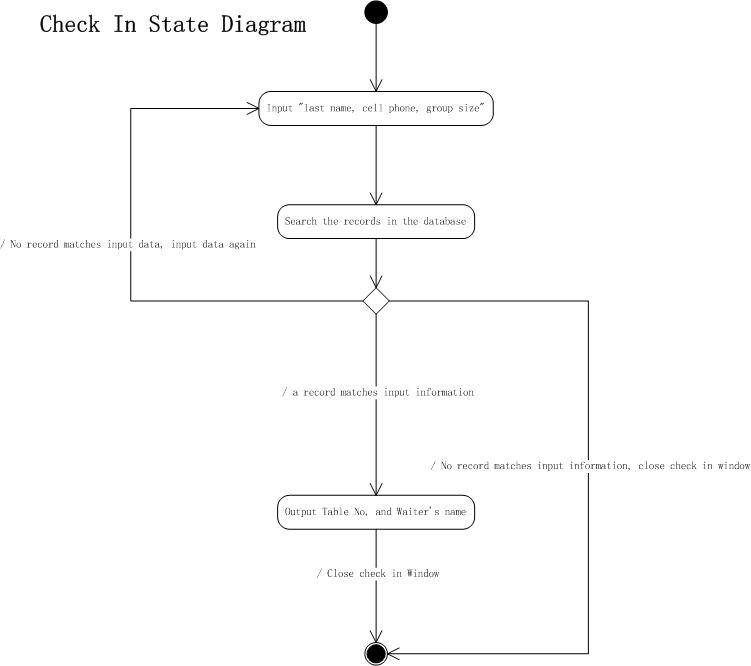 Check In State Diagram
Input "last name, cell phone, group size"
Search the records in the database
/ No record matches input data, input data again
/ a record matches input information
/ No record matches input information, close check in window
Output Table No, and Waiter's name
/ Close check in Window